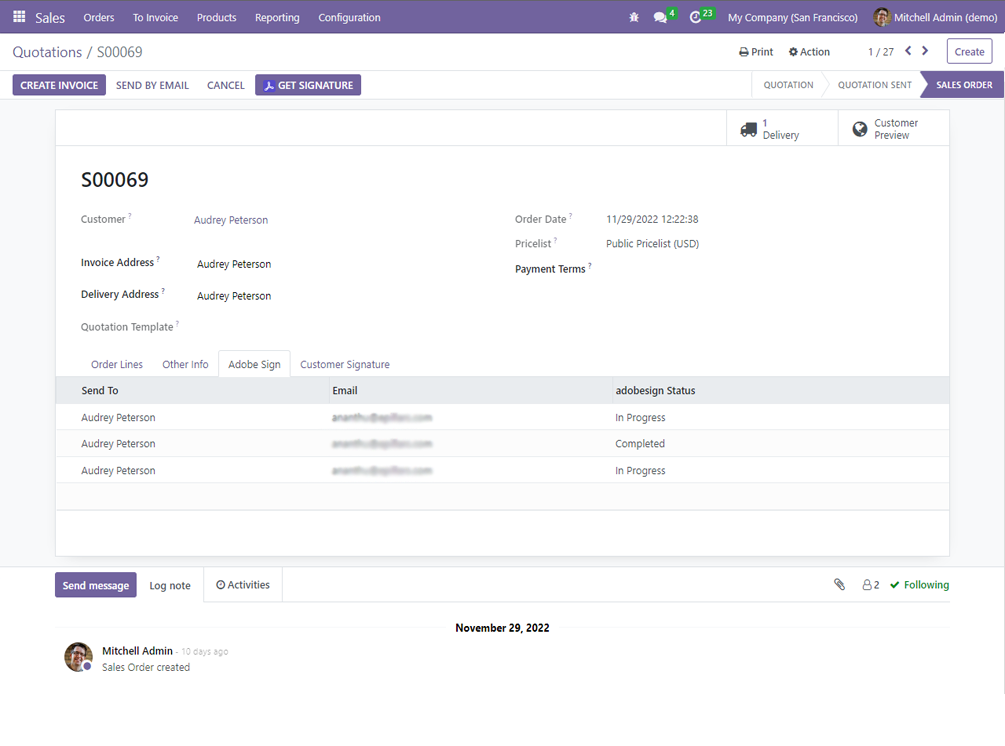 Sales Orders To Invoice Products Reporting Configuration 4 23 My Company (San Francisco) Mitchell Admin (demo)
Quotations / S00069 Print Action 1 / 27 Create
CREATE INVOICE SEND BY EMAIL CANCEL GET SIGNATURE QUOTATION QUOTATION SENT SALES ORDER
1 Delivery
Customer Preview
S00069
Customer ? Audrey Peterson
Order Date ? 11/29/2022 12:22:38
Pricelist ? Public Pricelist (USD)
Invoice Address ? Audrey Peterson
Payment Terms ?
Delivery Address ? Audrey Peterson
Quotation Template ?
Order Lines Other Info Adobe Sign Customer Signature
Send To Email adobesign Status
Audrey Peterson In Progress
Audrey Peterson Completed
Audrey Peterson In Progress
Send message Log note Activities 2 Following
November 29, 2022
Mitchell Admin - 10 days ago
Sales Order created